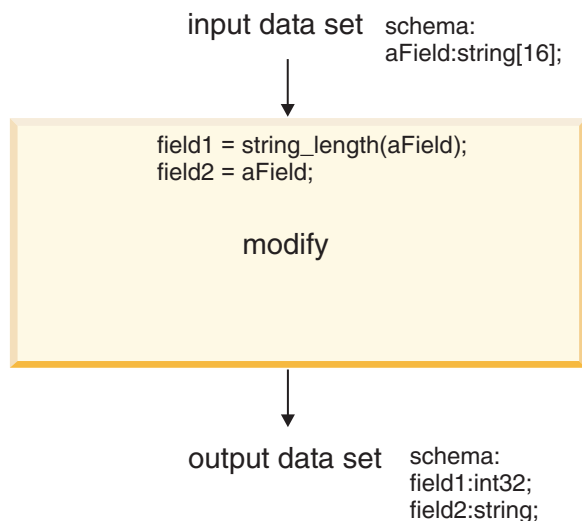 input data set
schema:
aField:string[16];
field1 = string_length(aField);
field2 = aField;
modify
output data set
schema:
field1:int32;
field2:string;